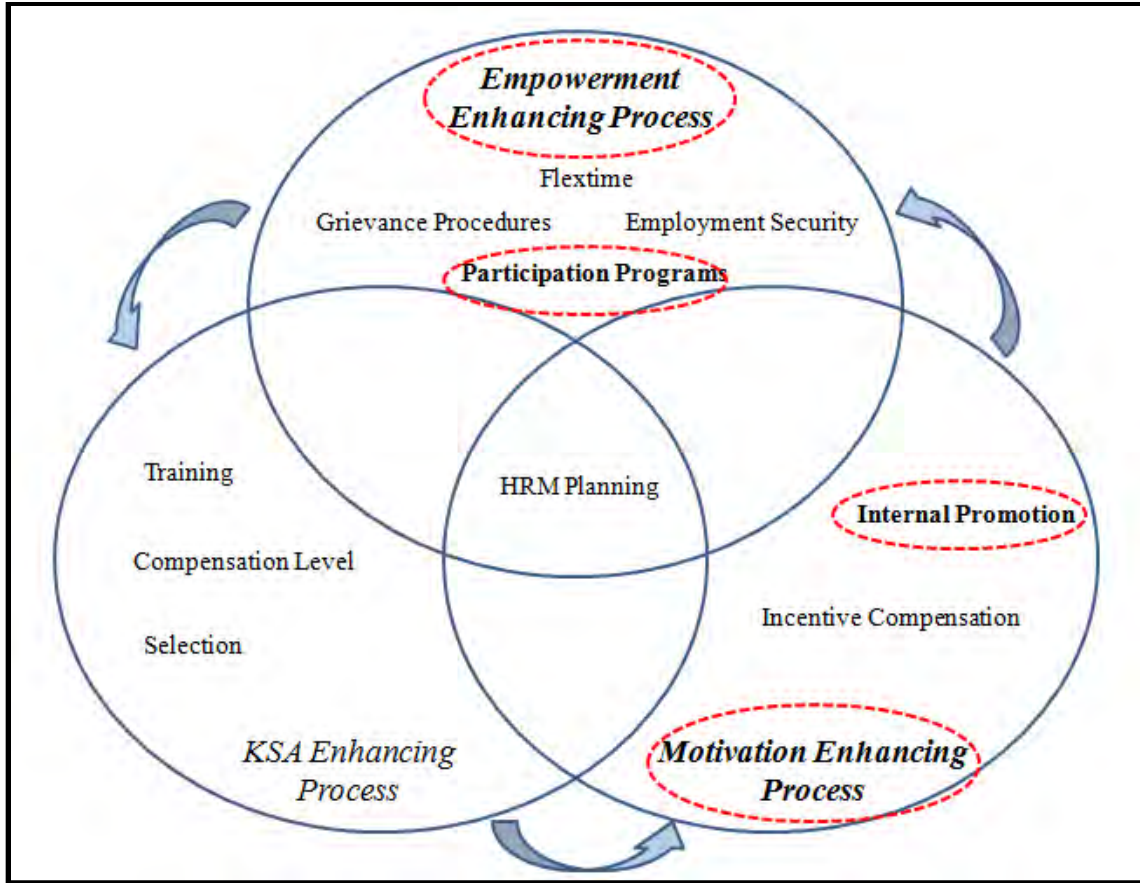 Empowerment
Enhancing Process
Flextime
Grievance Procedures
Employment Security
Participation Programs
Training
HRM Planning
Internal Promotion
Compensation Level
Incentive Compensation
Selection
KSA Enhancing
Process
Motivation Enhancing
Process